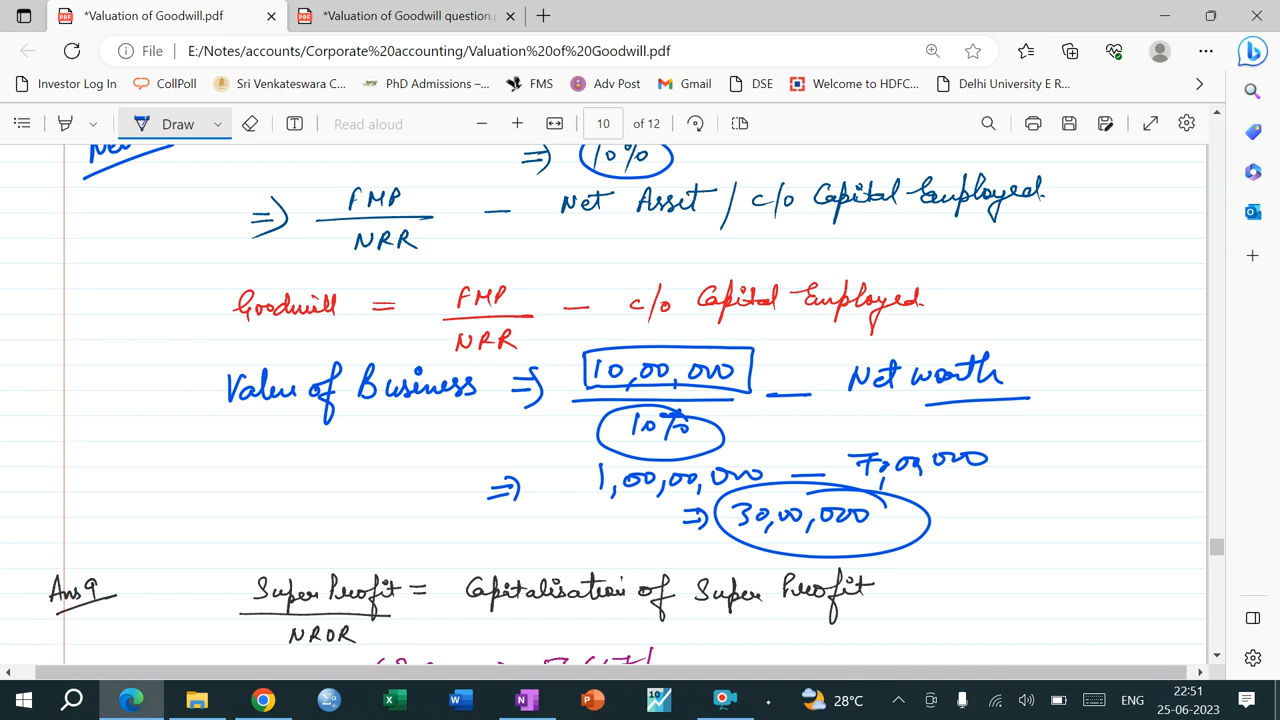 *Valuation of Goodwill.pdf
*Valuation of Goodwill question.p
File E:/Notes/accounts/Corporate%20accounting/Valuation%20of%20Goodwill.pdf
Investor Log In CollPoll Sri Venkateswara C... PhD Admissions –... FMS Adv Post Gmail DSE Welcome to HDFC... Delhi University E R...
Draw Read aloud 10 of 12
⇒ 10%
⇒ FMP/NRR — Net Asset / c/o Capital Employed
Goodwill = FMP/NRR — c/o Capital Employed
Value of Business ⇒ 10,00,000/10% — Net worth
⇒ 1,00,00,000 —
⇒ 30,00,000
Ans 9 Super Profit/NROR = Capitalisation of Super Profit
28°C ENG 22:51
25-06-2023